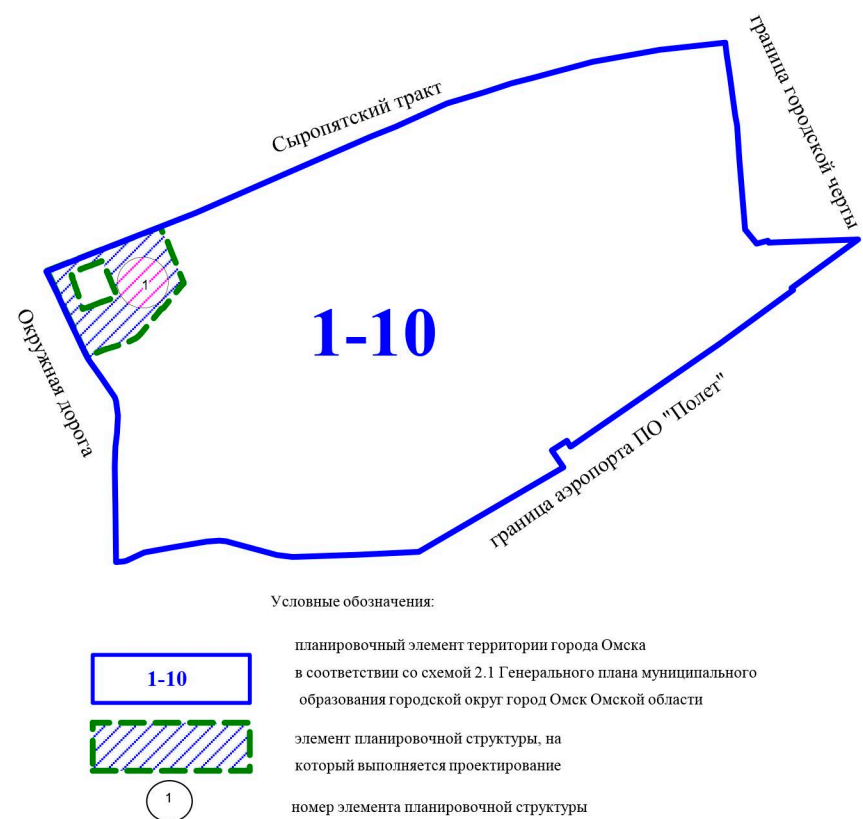 граница городской черты
Сыропятский тракт
1
1-10
Окружная дорога
граница аэропорта ПО "Полет"
Условные обозначения:
планировочный элемент территории города Омска
1-10
в соответствии со схемой 2.1 Генерального плана муниципального
образования городской округ город Омск Омской области
элемент планировочной структуры, на
который выполняется проектирование
1
номер элемента планировочной структуры